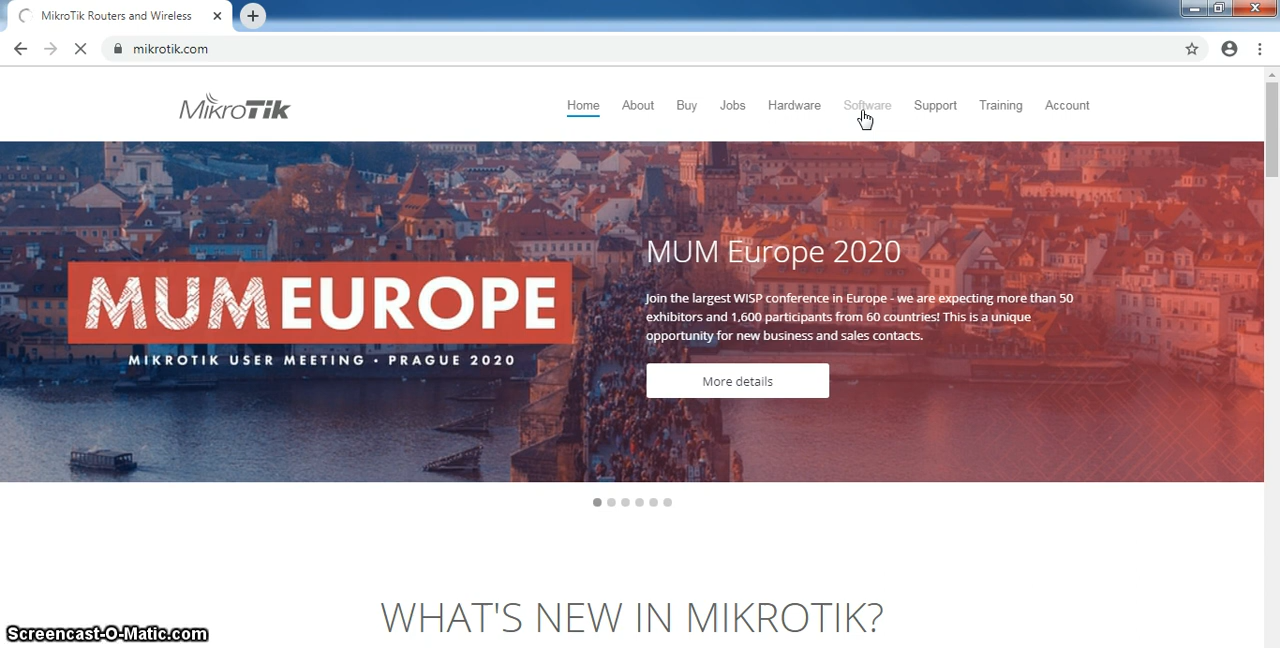 MikroTik Routers and Wireless
mikrotik.com
MikroTik
Home About Buy Jobs Hardware Software Support Training Account
MUM EUROPE
MIKROTIK USER MEETING • PRAGUE 2020
MUM Europe 2020
Join the largest WISP conference in Europe - we are expecting more than 50
exhibitors and 1,600 participants from 60 countries! This is a unique
opportunity for new business and sales contacts.
More details
WHAT'S NEW IN MIKROTIK?
Screencast-O-Matic.com